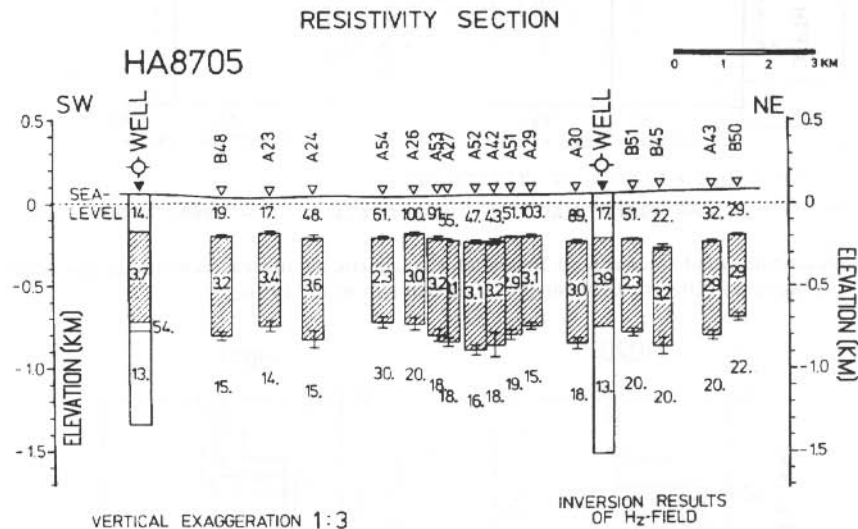 RESISTIVITY SECTION
HA8705
0 1 2 3 KM
SW NE
WELL B48 A23 A24 A54 A26 A53 A27 A52 A42 A51 A29 A30 WELL B51 B45 A43 B50
0.5 0.5
SEA-
LEVEL 14. 19. 17. 48. 61. 100. 91. 55. 47. 43. 51. 103. 89. 17. 51. 22. 32. 29.
0 0
3.7 3.2 3.4 3.6 2.3 3.0 3.2 3.1 3.2 2.9 3.1 3.0 3.9 2.3 3.2 2.9 2.9
-0.5 -0.5
54.
13. 15. 14. 15. 30. 20. 18. 18. 16. 18. 19. 15. 18. 13. 20. 20. 20. 22.
-1.0 -1.0
-1.5 -1.5
ELEVATION (KM)
ELEVATION (KM)
VERTICAL EXAGGERATION 1:3
INVERSION RESULTS
OF Hz-FIELD